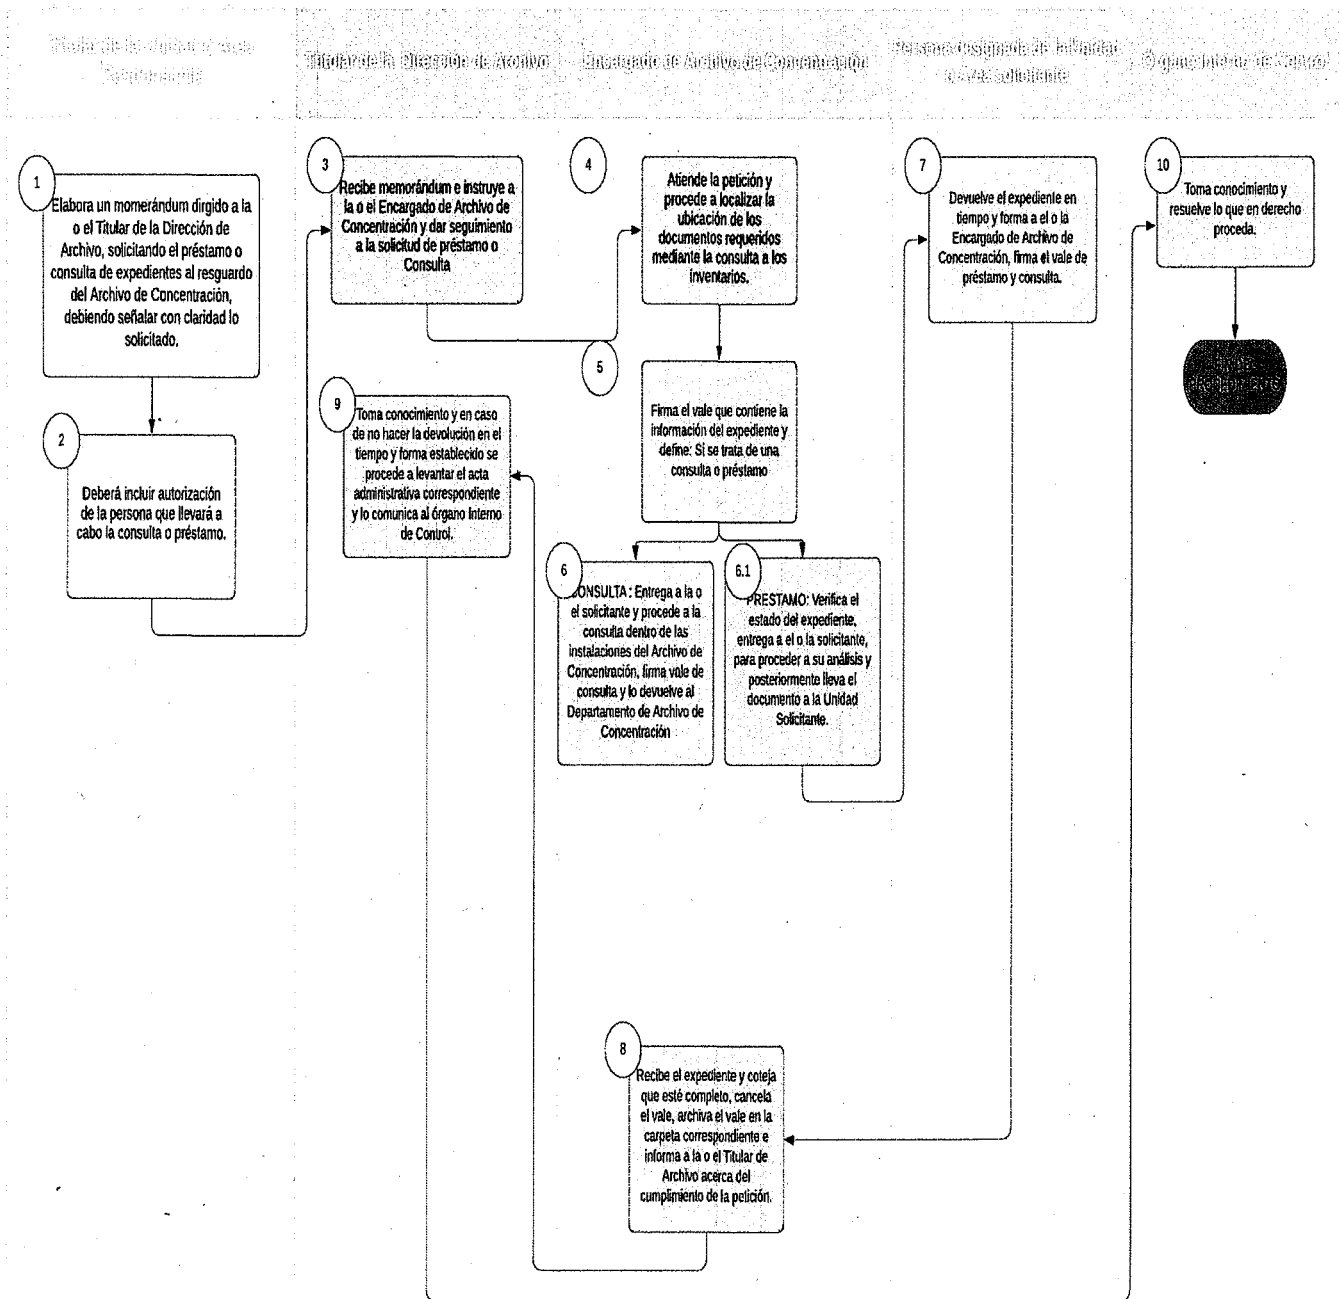 Titular de la Dirección de Archivo
Encargado de Archivo de Concentración
Persona designada de la Unidad
solicitante
1
Elabora un momerándum dirgido a la
o el Titular de la Dirección de
Archivo, solicitando el préstamo o
consulta de expedientes al resguardo
del Archivo de Concentración,
debiendo señalar con claridad lo
solicitado.
2
Deberá incluir autorización
de la persona que llevará a
cabo la consulta o préstamo.
3
Recibe memorándum e instruye a
la o el Encargado de Archivo de
Concentración y dar seguimiento
a la solicitud de préstamo o
Consulta
4
Atiende la petición y
procede a localizar la
ubicación de los
documentos requeridos
mediante la consulta a los
inventarios.
5
Firma el vale que contiene la
información del expediente y
define: Si se trata de una
consulta o préstamo
6
CONSULTA: Entrega a la o
el solicitante y procede a la
consulta dentro de las
instalaciones del Archivo de
Concentración, firma vale de
consulta y lo devuelve al
Departamento de Archivo de
Concentración
6.1
PRESTAMO: Verifica el
estado del expediente,
entrega a el o la solicitante,
para proceder a su análisis y
posteriormente lleva el
documento a la Unidad
Solicitante.
7
Devuelve el expediente en
tiempo y forma a el o la
Encargado de Archivo de
Concentración, firma el vale de
préstamo y consulta.
8
Recibe el expediente y coteja
que esté completo, cancela
el vale, archiva el vale en la
carpeta correspondiente e
informa a la o el Titular de
Archivo acerca del
cumplimiento de la petición.
9
Toma conocimiento y en caso
de no hacer la devolución en el
tiempo y forma establecido se
procede a levantar el acta
administrativa correspondiente
y lo comunica al órgano Interno
de Control.
10
Toma conocimiento y
resuelve lo que en derecho
proceda.